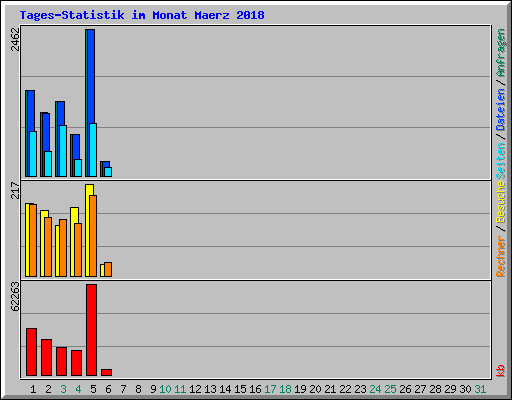 Tages-Statistik im Monat Maerz 2018
2462
217
62263
Rechner / Besuche Seiten / Dateien / Anfragen
kb
1 2 3 4 5 6 7 8 9 10 11 12 13 14 15 16 17 18 19 20 21 22 23 24 25 26 27 28 29 30 31